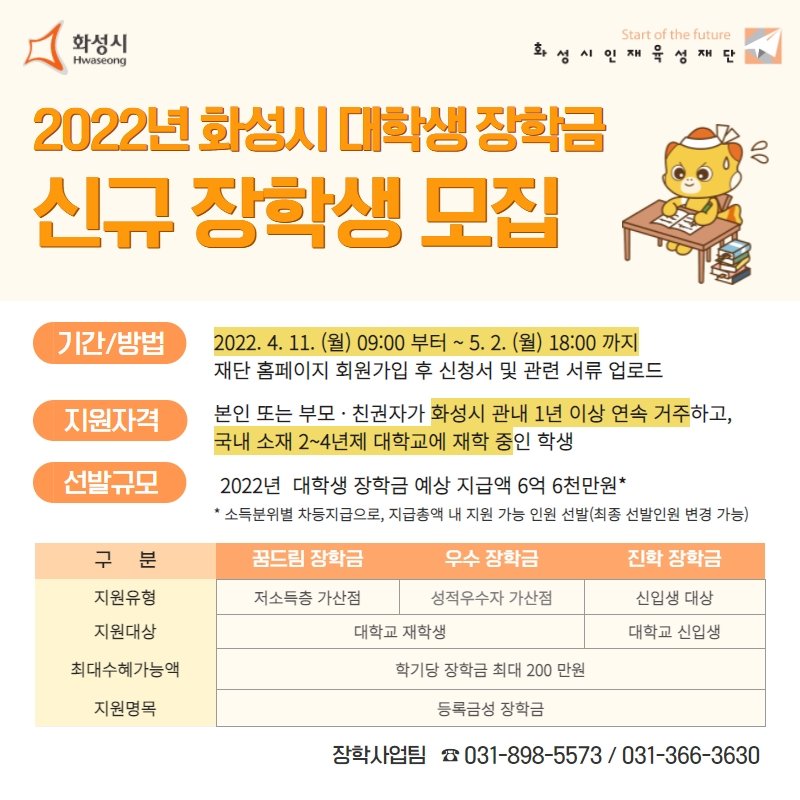 화성시
Hwaseong
Start of the future
화성시인재육성재단
2022년 화성시 대학생 장학금
신규 장학생 모집
기간/방법
2022. 4. 11. (월) 09:00 부터 ~ 5. 2. (월) 18:00 까지
재단 홈페이지 회원가입 후 신청서 및 관련 서류 업로드
지원자격
본인 또는 부모 · 친권자가 화성시 관내 1년 이상 연속 거주하고,
국내 소재 2~4년제 대학교에 재학 중인 학생
선발규모
2022년 대학생 장학금 예상 지급액 6억 6천만원*
* 소득분위별 차등지급으로, 지급총액 내 지원 가능 인원 선발(최종 선발인원 변경 가능)
구 분 꿈드림 장학금 우수 장학금 진학 장학금
지원유형 저소득층 가산점 성적우수자 가산점 신입생 대상
지원대상 대학교 재학생 대학교 신입생
최대수혜가능액 학기당 장학금 최대 200 만원
지원명목 등록금성 장학금
장학사업팀 ☎ 031-898-5573 / 031-366-3630